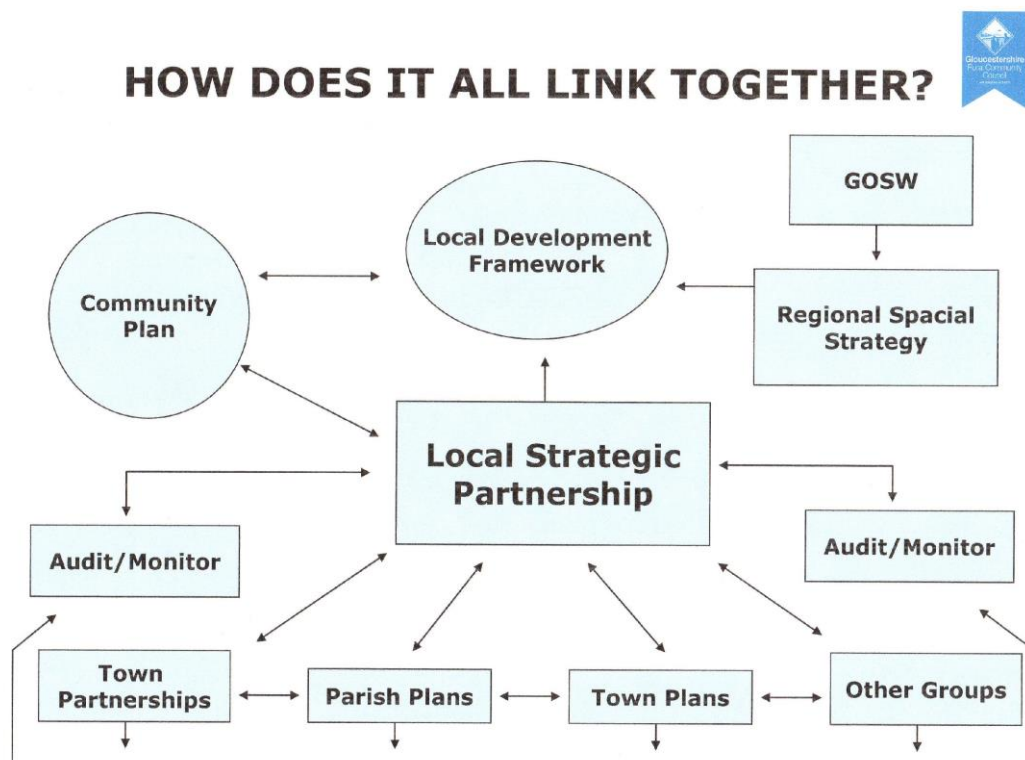 HOW DOES IT ALL LINK TOGETHER?
Gloucestershire
Rural Community
Council
GOSW
Local Development
Framework
Community
Plan
Regional Spacial
Strategy
Local Strategic
Partnership
Audit/Monitor
Audit/Monitor
Town
Partnerships
Parish Plans
Town Plans
Other Groups